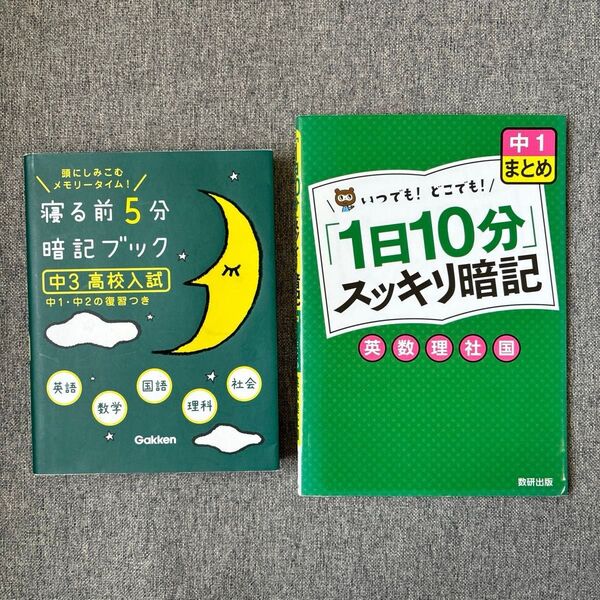 頭にしみこむ
メモリータイム!
寝る前5分
暗記ブック
中3 高校入試
中1・中2の復習つき
英語
数学
国語
理科
社会
Gakken
中1
まとめ
いつでも! どこでも!
「1日10分」
スッキリ暗記
英 数 理 社 国
数研出版